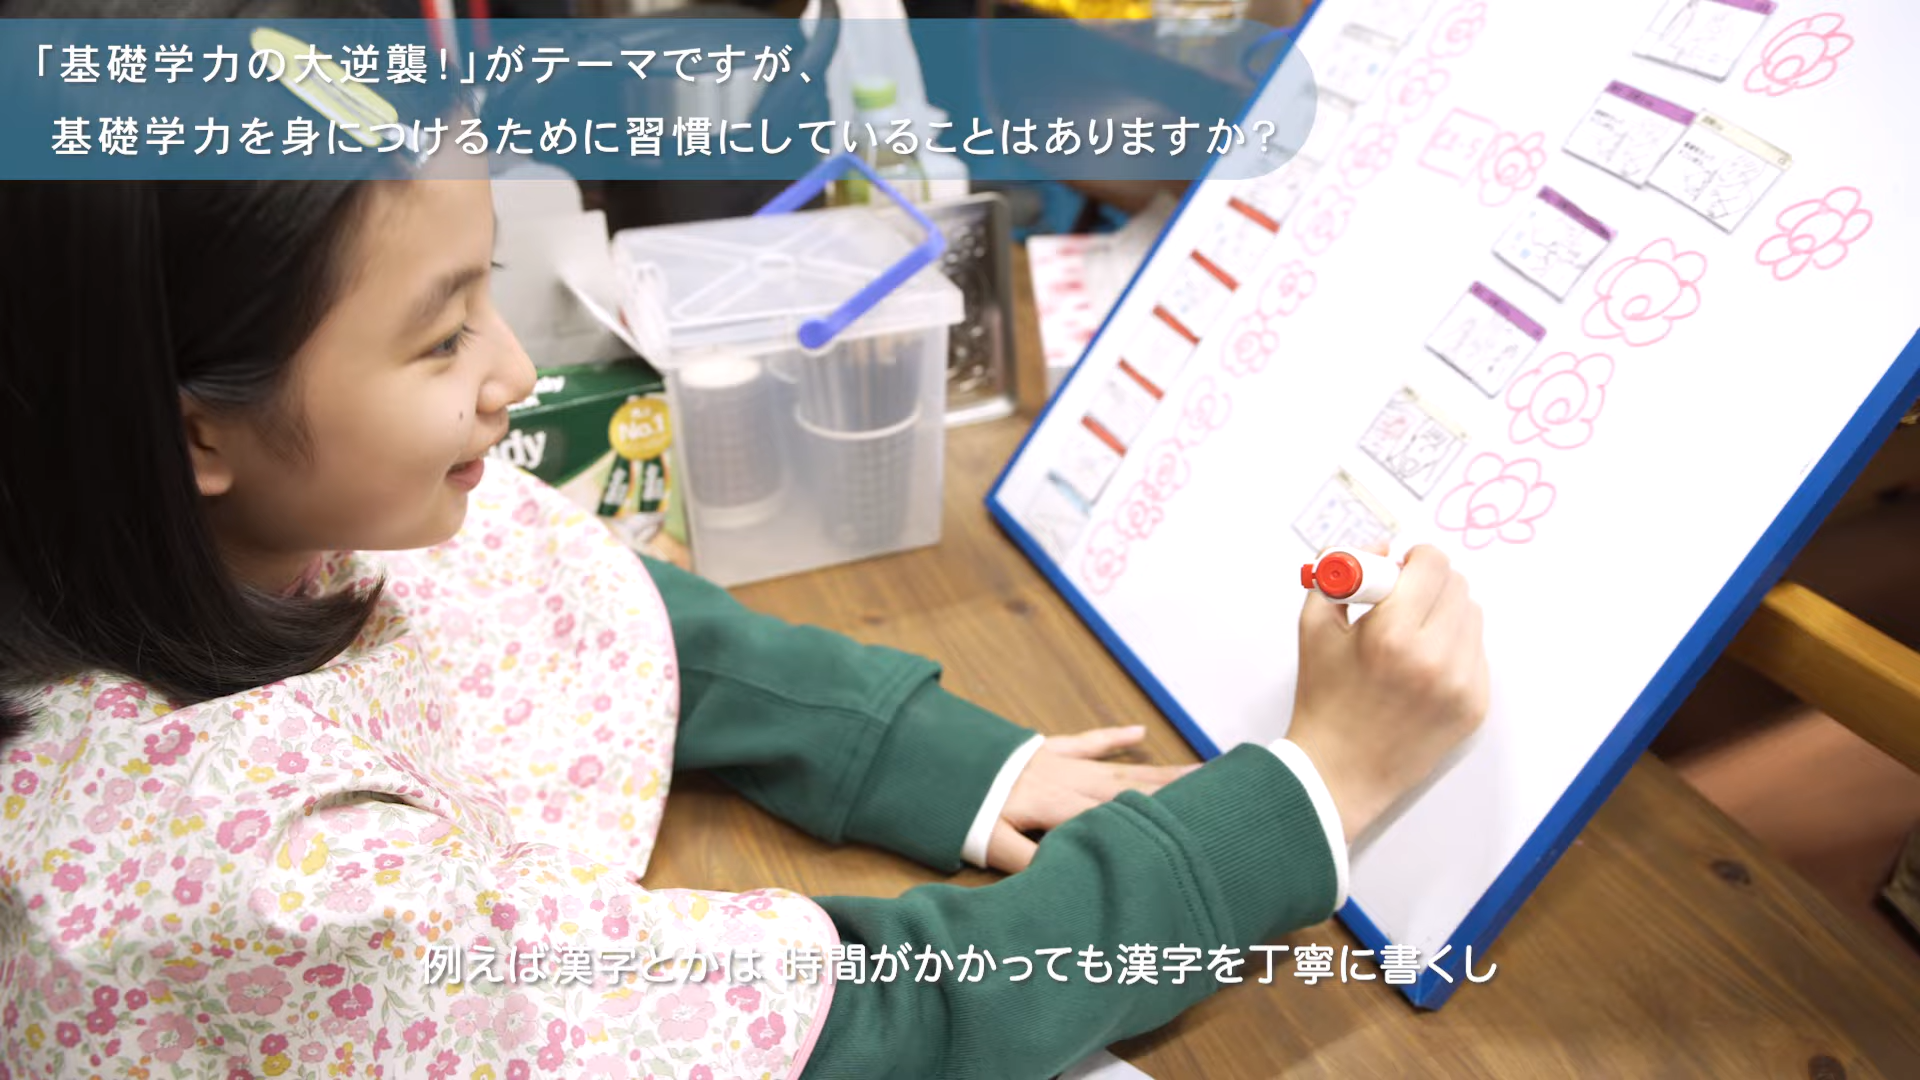 「基礎学力の大逆襲！」がテーマですが、
基礎学力を身につけるために習慣にしていることはありますか？
No.1
dy
例えば漢字とかは 時間がかかっても漢字を丁寧に書くし